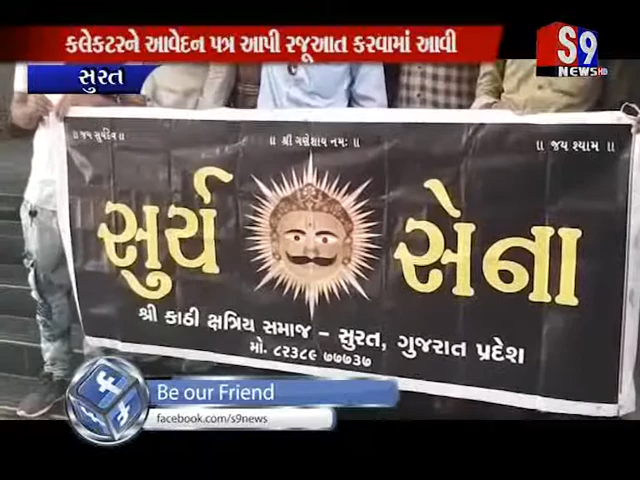 કલેક્ટરને આવેદન પત્ર આપી રજૂઆત કરવામાં આવી
S9
NEWS HD
સુરત
|| જય સુર્યદેવ ||
|| શ્રી ગણેશાય નમઃ ||
|| જય શ્યામ ||
સુર્ય સેના
શ્રી કાઠી ક્ષત્રિય સમાજ - સુરત, ગુજરાત પ્રદેશ
મો. ૮૨૩૮૯ ૭૭૭૩૭
Be our Friend
facebook.com/s9news